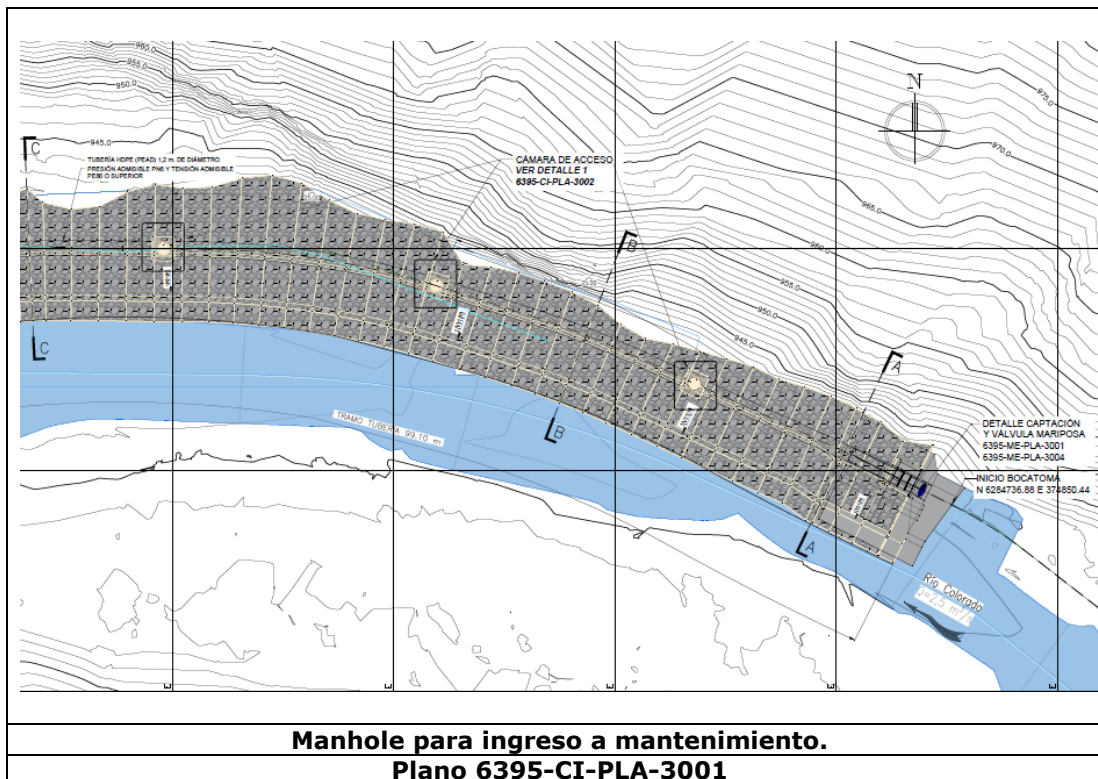 960.0
955.0
950.0
945.0
975.0
970.0
965.0
960.0
955.0
950.0
945.0
N
C
TUBERÍA HDPE (PEAD) 1,2 m. DE DIÁMETRO
PRESIÓN ADMISIBLE PN6 Y TENSIÓN ADMISIBLE
PE80 O SUPERIOR
CÁMARA DE ACCESO
VER DETALLE 1
6395-CI-PLA-3002
B
A
C
B
A
TRAMO TUBERÍA 99,10 m
DETALLE CAPTACIÓN
Y VÁLVULA MARIPOSA
6395-ME-PLA-3001
6395-ME-PLA-3004
INICIO BOCATOMA
N 6284736.88 E 374850.44
Río Colorado
Q=2,5 m³/s
Manhole para ingreso a mantenimiento.
Plano 6395-CI-PLA-3001